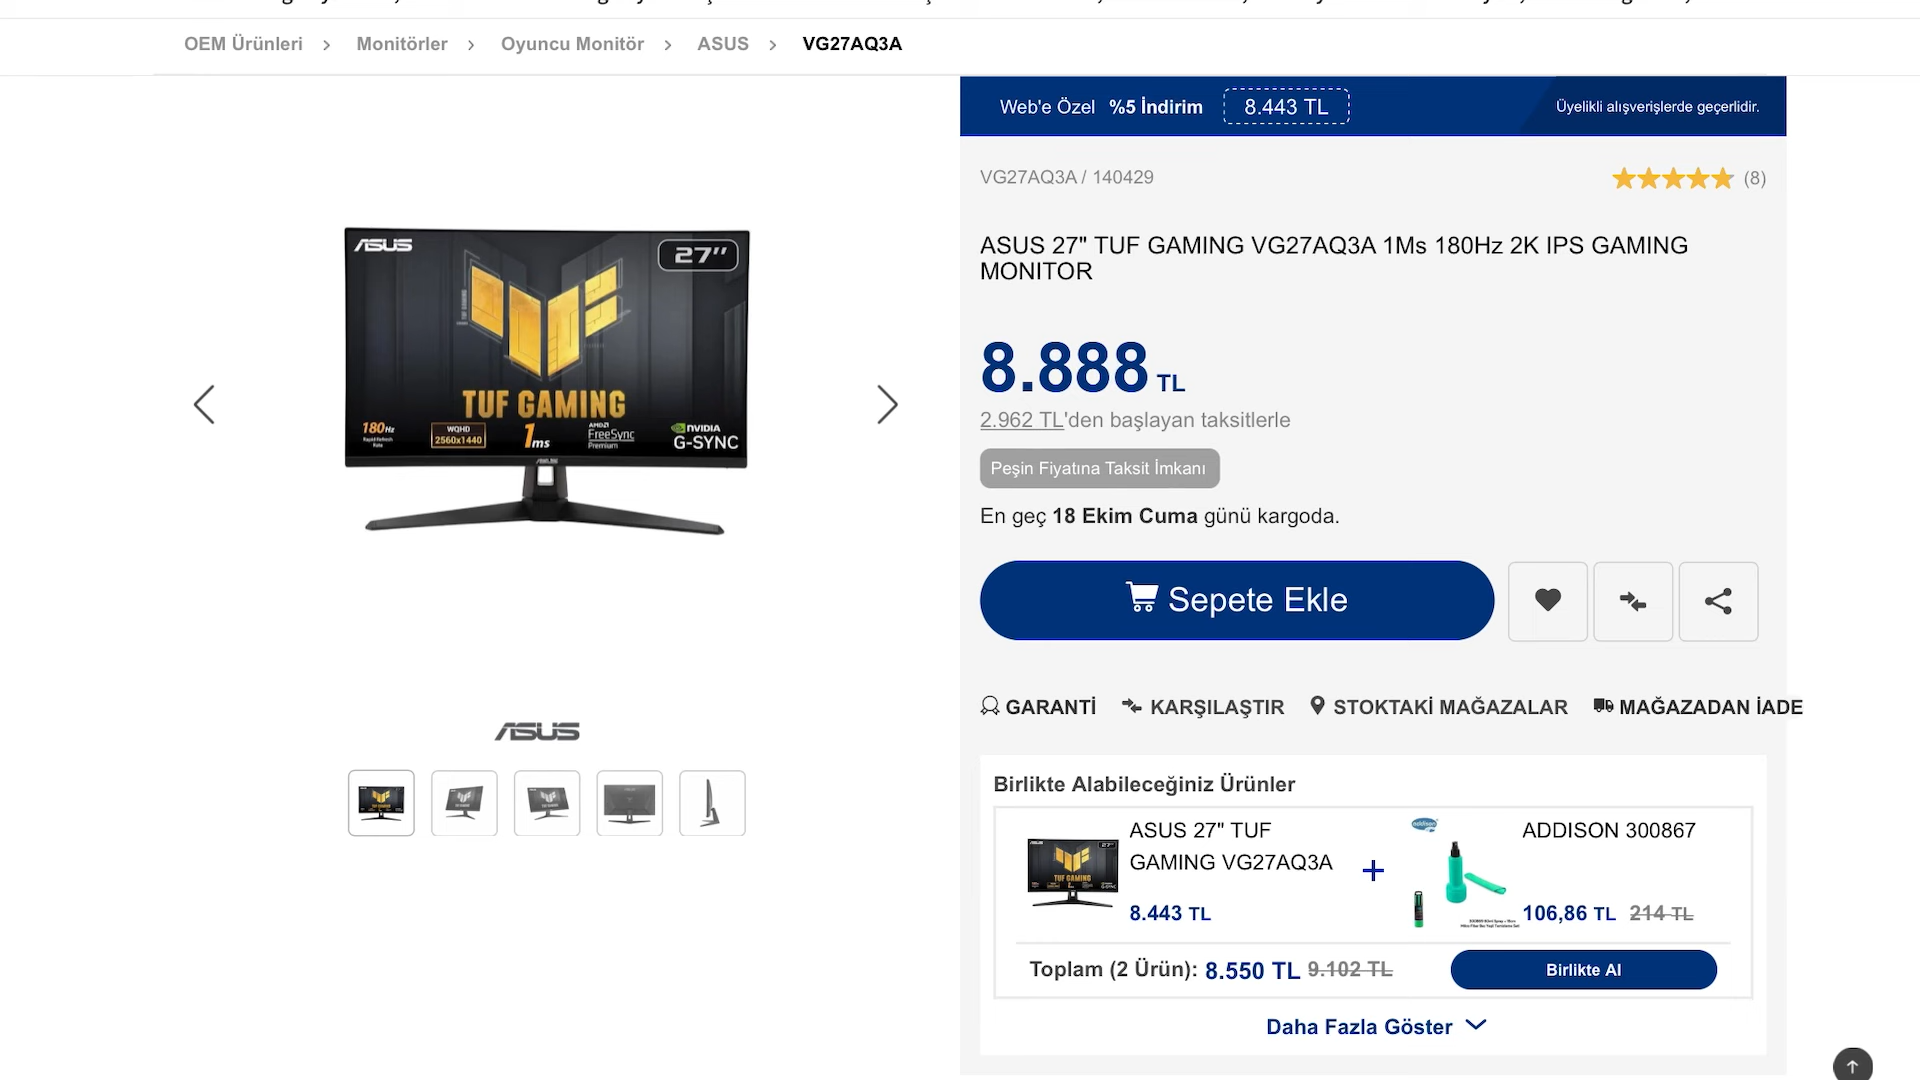 OEM Ürünleri > Monitörler > Oyuncu Monitör > ASUS > VG27AQ3A
Web'e Özel %5 İndirim 8.443 TL Üyelikli alışverişlerde geçerlidir.
VG27AQ3A / 140429 (8)
ASUS 27" TUF GAMING VG27AQ3A 1Ms 180Hz 2K IPS GAMING
MONITOR
8.888 TL
2.962 TL'den başlayan taksitlerle
Peşin Fiyatına Taksit İmkanı
En geç 18 Ekim Cuma günü kargoda.
Sepete Ekle
GARANTİ KARŞILAŞTIR STOKTAKİ MAĞAZALAR MAĞAZADAN İADE
ASUS 27"
TUF GAMING
180Hz
Rapid Refresh
Rate
WQHD
2560x1440
1ms
AMD
FreeSync
Premium
NVIDIA
G-SYNC
ASUS
Birlikte Alabileceğiniz Ürünler
ASUS 27" TUF
GAMING VG27AQ3A
8.443 TL
+
addison
ADDISON 300867
106,86 TL 214 TL
Toplam (2 Ürün): 8.550 TL 9.102 TL
Birlikte Al
Daha Fazla Göster